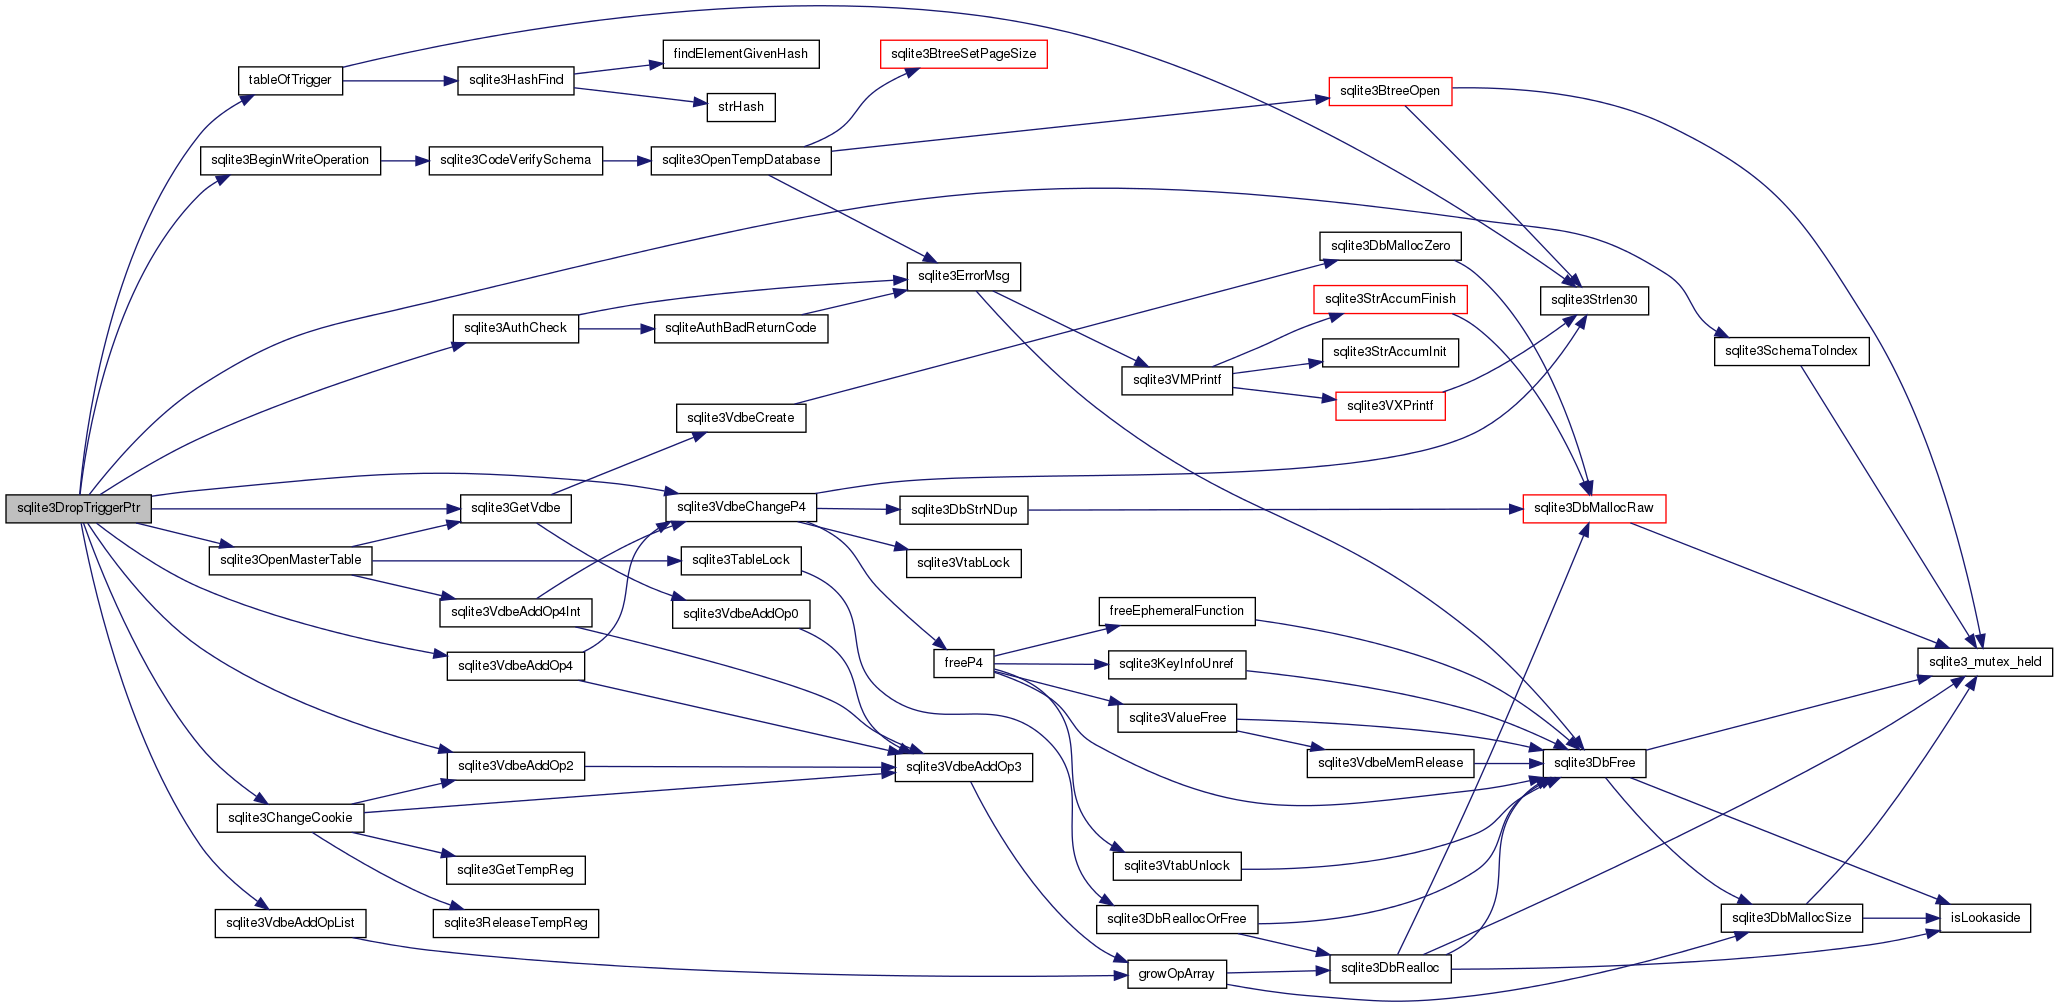 findElementGivenHash
sqlite3BtreeSetPageSize
tableOfTrigger
sqlite3HashFind
sqlite3BtreeOpen
strHash
sqlite3BeginWriteOperation
sqlite3CodeVerifySchema
sqlite3OpenTempDatabase
sqlite3DbMallocZero
sqlite3ErrorMsg
sqlite3StrAccumFinish
sqlite3Strlen30
sqlite3AuthCheck
sqliteAuthBadReturnCode
sqlite3StrAccumInit
sqlite3SchemaToIndex
sqlite3VMPrintf
sqlite3VXPrintf
sqlite3VdbeCreate
sqlite3DropTriggerPtr
sqlite3GetVdbe
sqlite3VdbeChangeP4
sqlite3DbStrNDup
sqlite3DbMallocRaw
sqlite3OpenMasterTable
sqlite3TableLock
sqlite3VtabLock
sqlite3VdbeAddOp4Int
sqlite3VdbeAddOp0
freeEphemeralFunction
sqlite3VdbeAddOp4
freeP4
sqlite3KeyInfoUnref
sqlite3_mutex_held
sqlite3ValueFree
sqlite3VdbeAddOp2
sqlite3VdbeAddOp3
sqlite3VdbeMemRelease
sqlite3DbFree
sqlite3ChangeCookie
sqlite3GetTempReg
sqlite3VtabUnlock
sqlite3VdbeAddOpList
sqlite3ReleaseTempReg
sqlite3DbReallocOrFree
sqlite3DbMallocSize
isLookaside
growOpArray
sqlite3DbRealloc